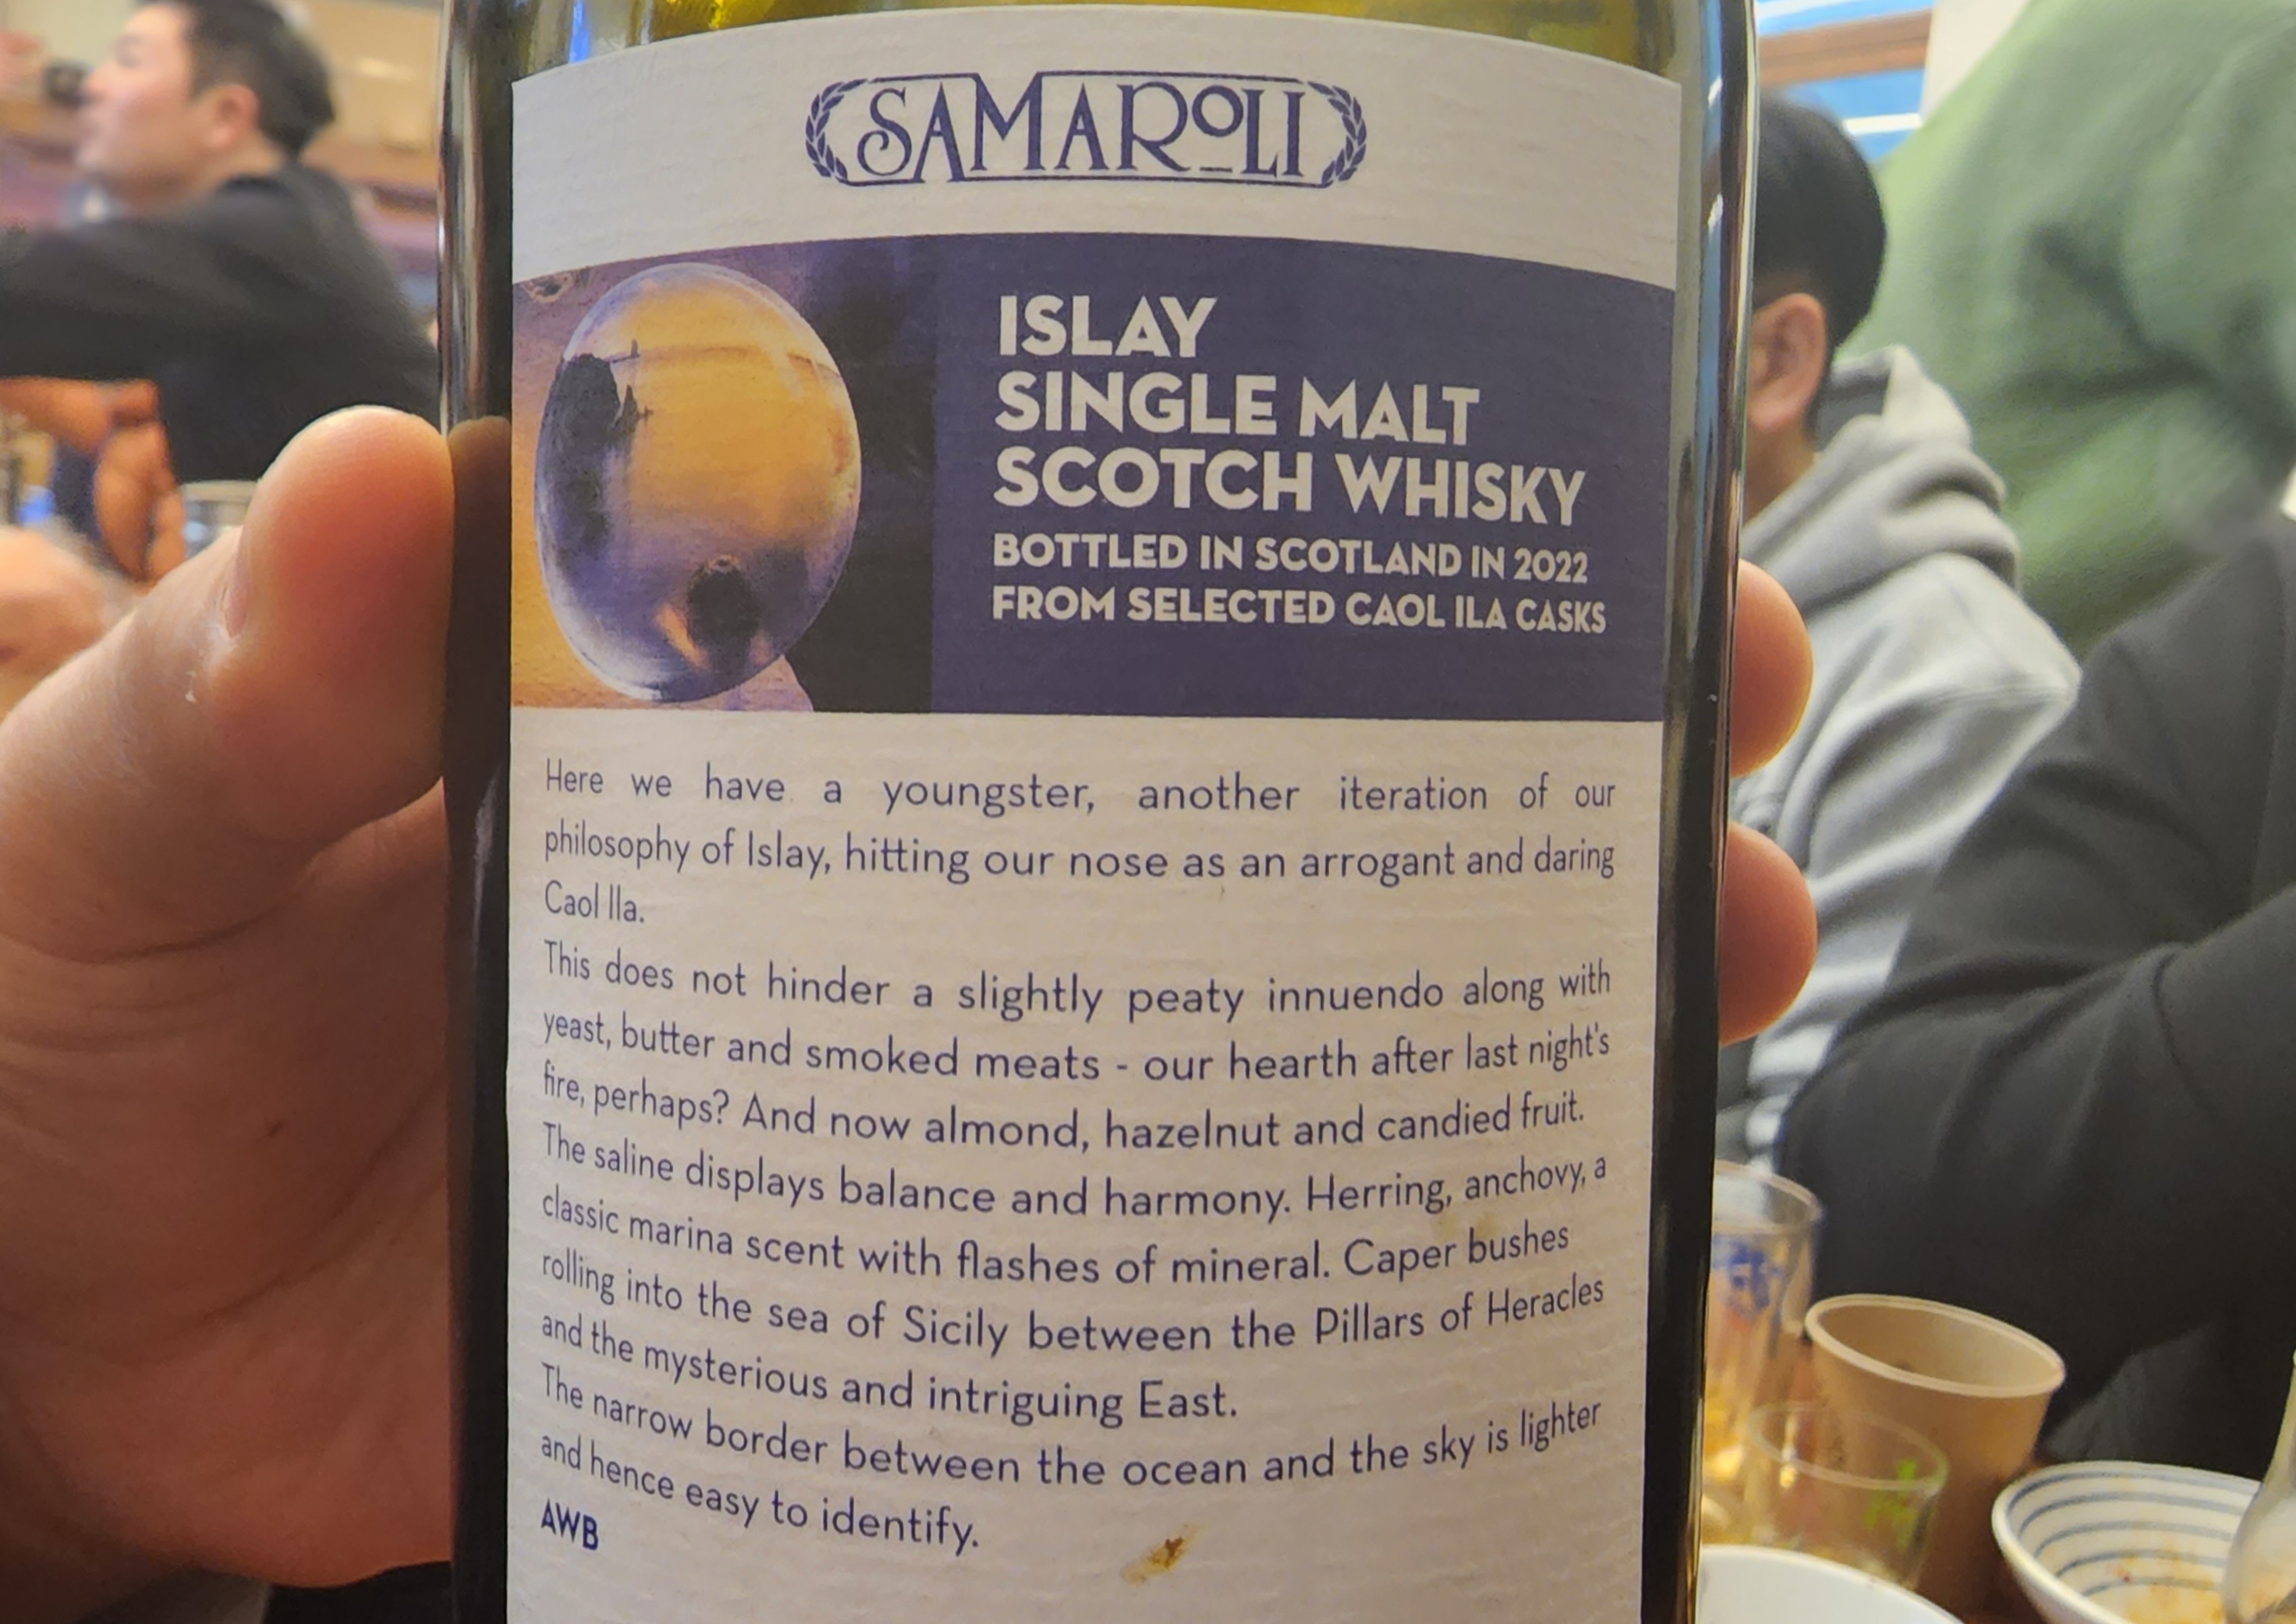 SAMAROLI
ISLAY
SINGLE MALT
SCOTCH WHISKY
BOTTLED IN SCOTLAND IN 2022
FROM SELECTED CAOL ILA CASKS
Here we have a youngster, another iteration of our
philosophy of Islay, hitting our nose as an arrogant and daring
Caol Ila.
This does not hinder a slightly peaty innuendo along with
yeast, butter and smoked meats - our hearth after last night's
fire, perhaps? And now almond, hazelnut and candied fruit.
The saline displays balance and harmony. Herring, anchovy, a
classic marina scent with flashes of mineral. Caper bushes
rolling into the sea of Sicily between the Pillars of Heracles
and the mysterious and intriguing East.
The narrow border between the ocean and the sky is lighter
and hence easy to identify.
AWB